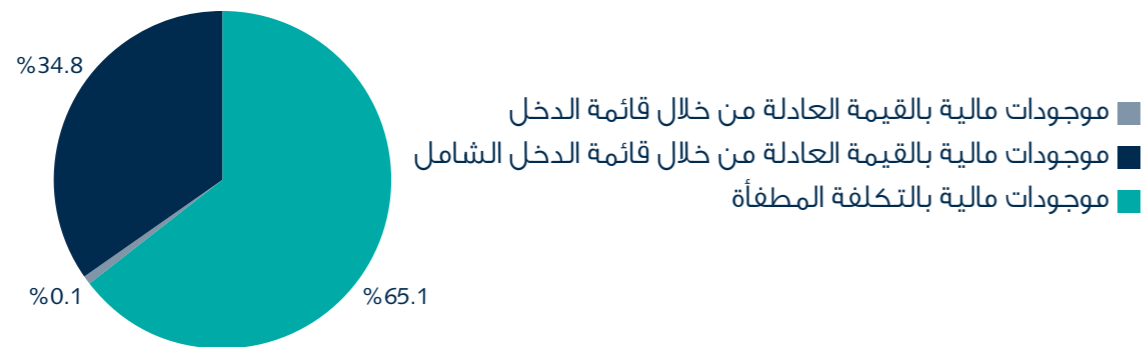 %34.8
موجودات مالية بالقيمة العادلة من خلال قائمة الدخل
موجودات مالية بالقيمة العادلة من خلال قائمة الدخل الشامل
موجودات مالية بالتكلفة المطفأة
%65.1
%0.1